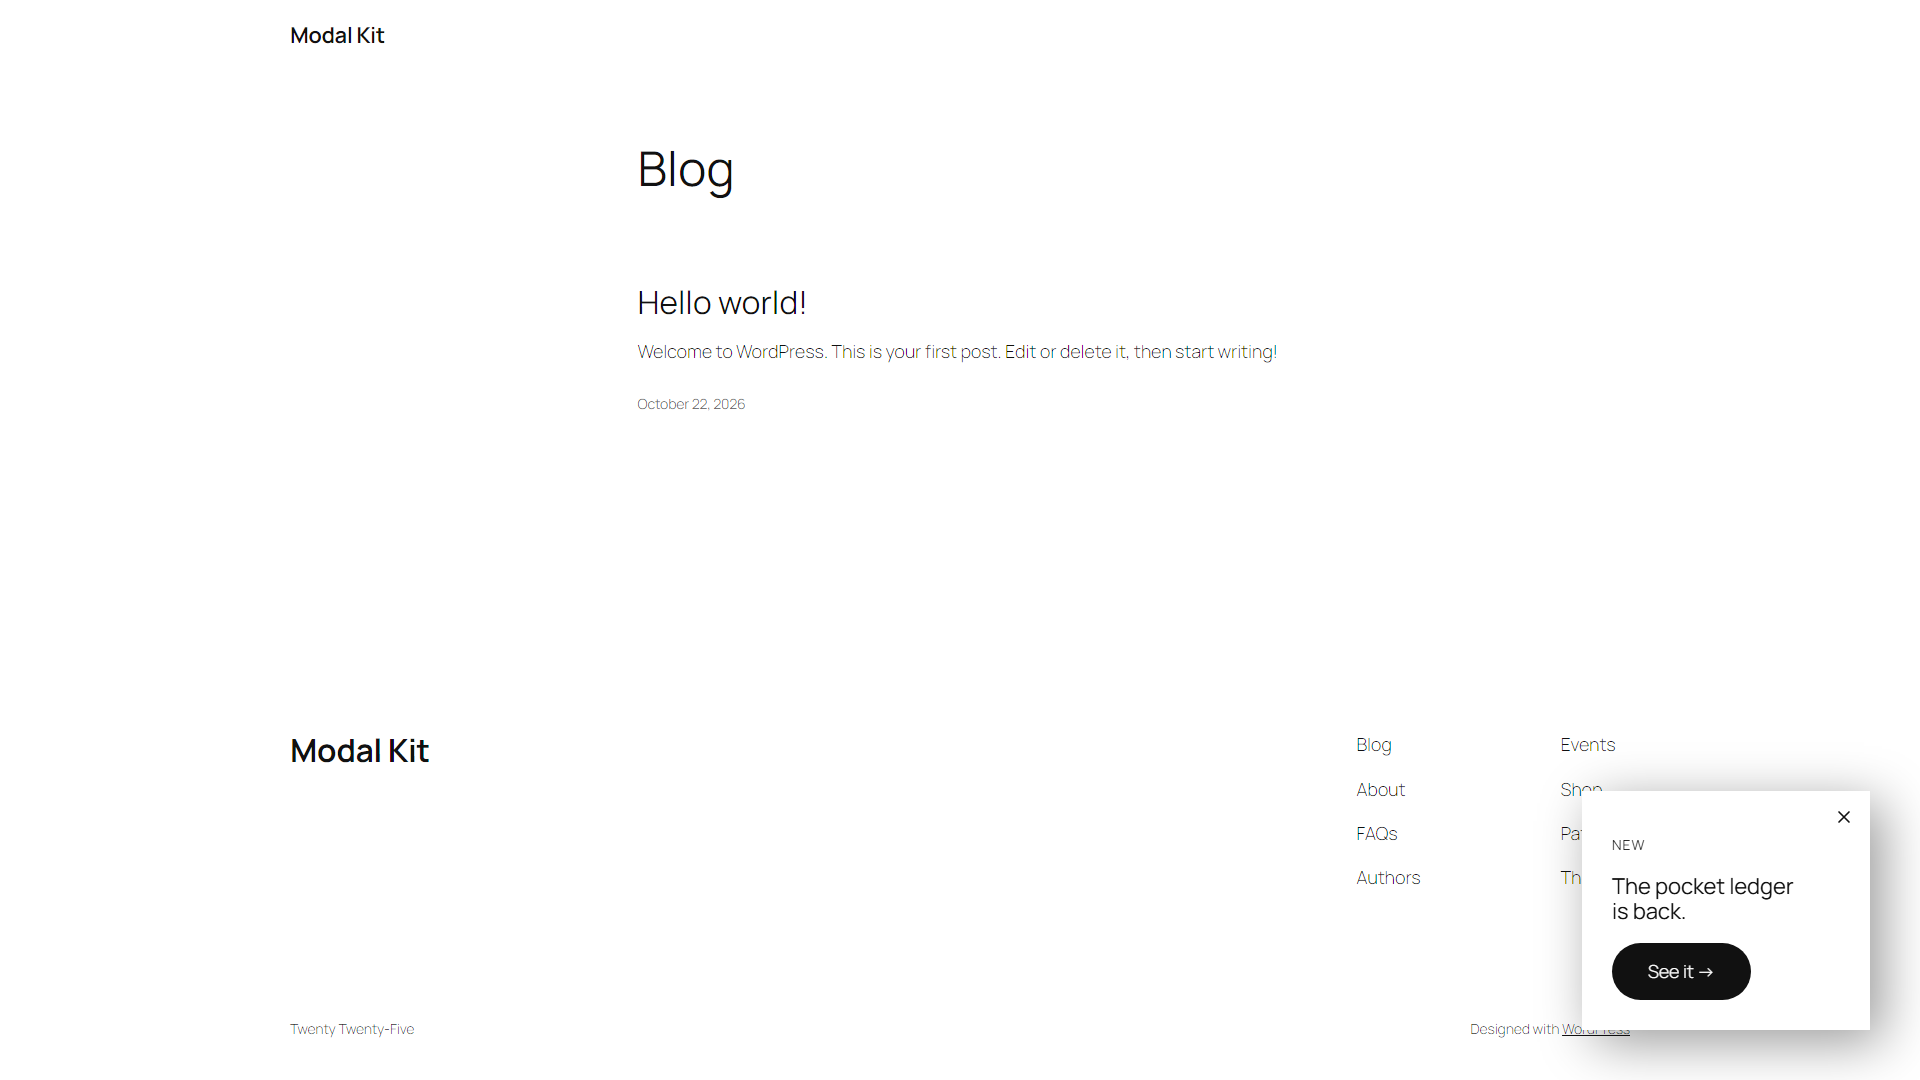 Modal Kit
Blog
Hello world!
Welcome to WordPress. This is your first post. Edit or delete it, then start writing!
October 22, 2026
Modal Kit
Blog
About
FAQs
Authors
Events
Shop
NEW
The pocket ledger
is back.
See it →
Twenty Twenty-Five
Designed with WordPress